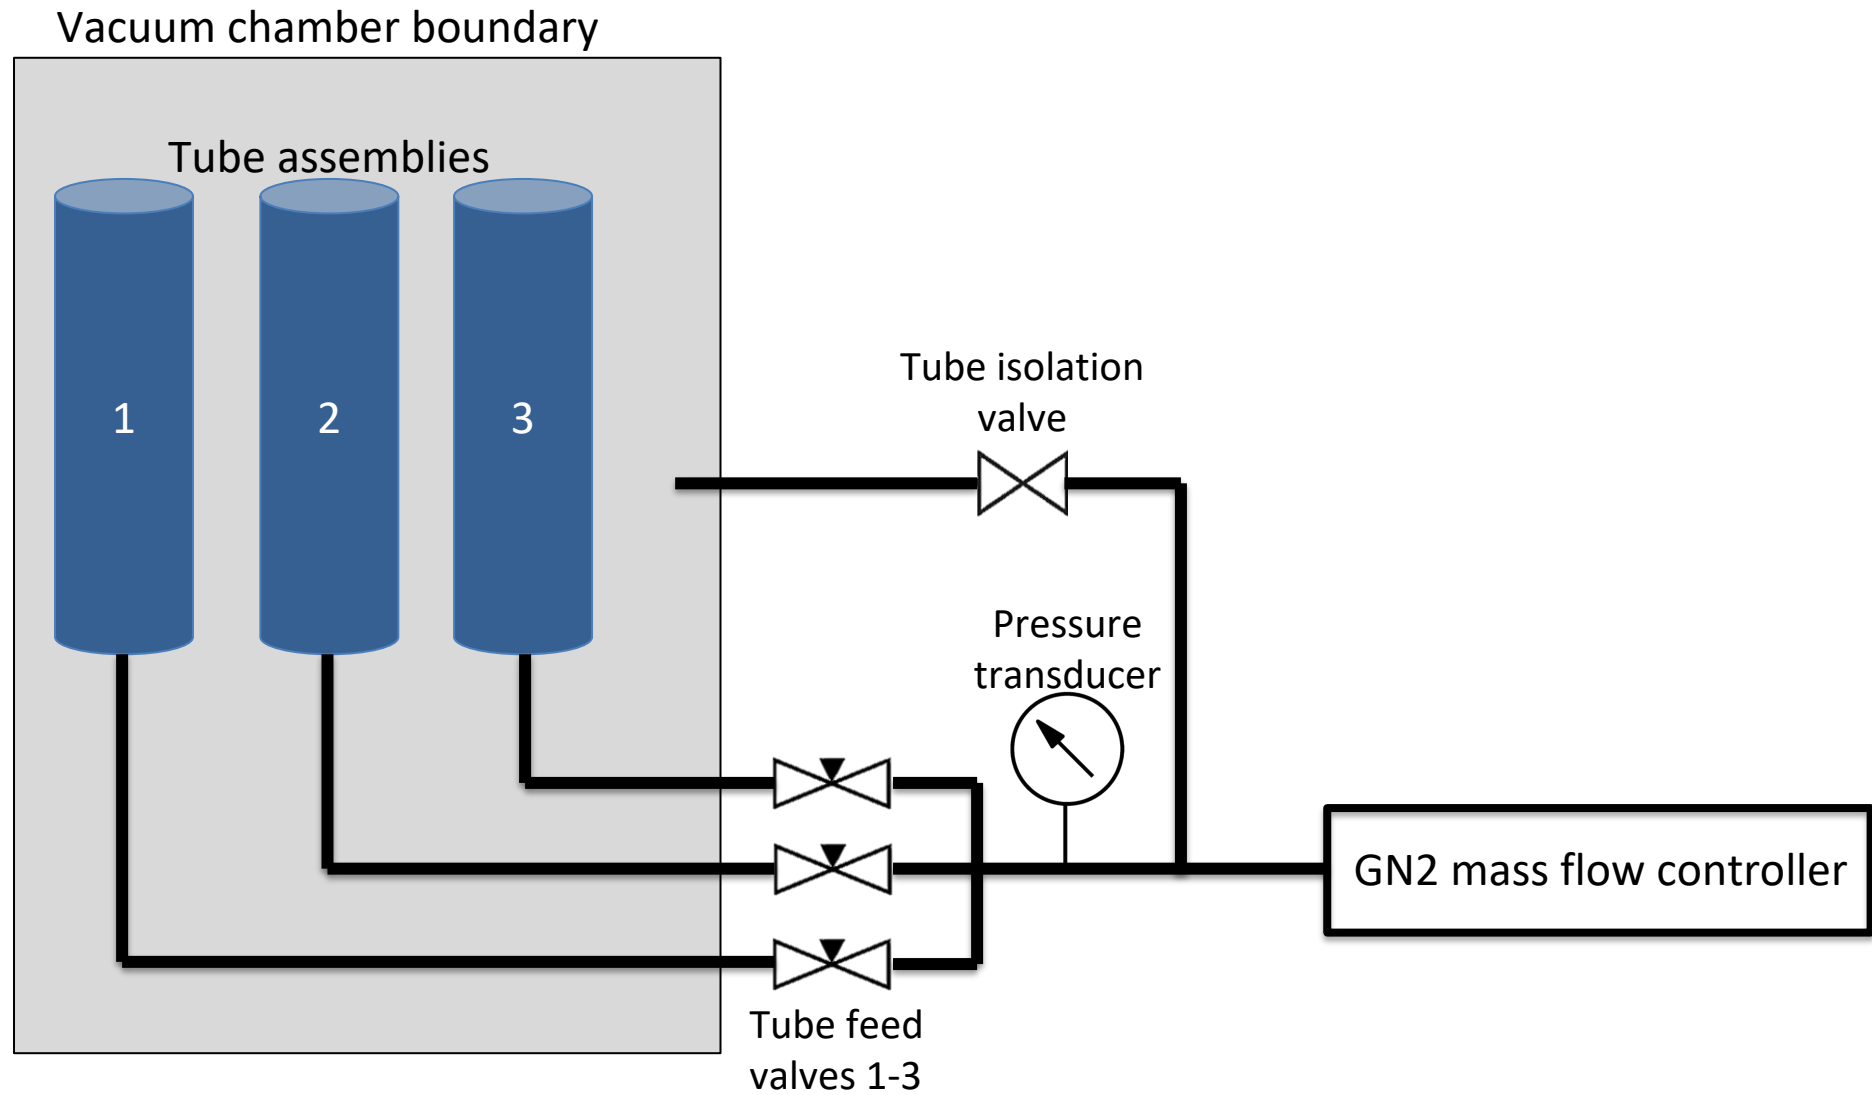 Vacuum chamber boundary
Tube assemblies
1
2
3
Tube isolation
valve
Pressure
transducer
GN2 mass flow controller
Tube feed
valves 1-3